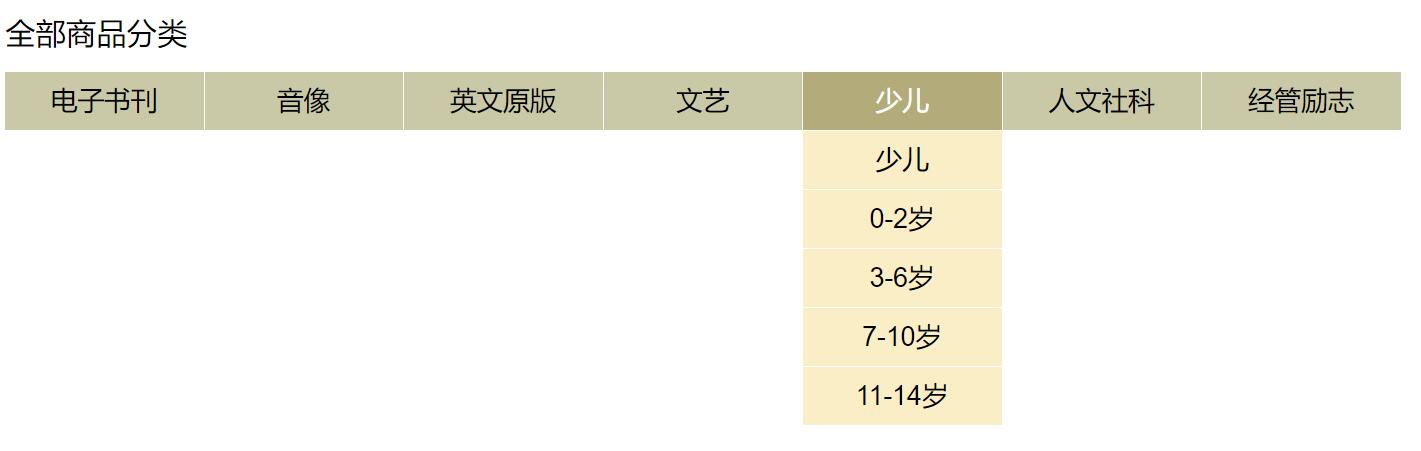 全部商品分类
电子书刊 音像 英文原版 文艺 少儿 人文社科 经管励志
少儿
0-2岁
3-6岁
7-10岁
11-14岁